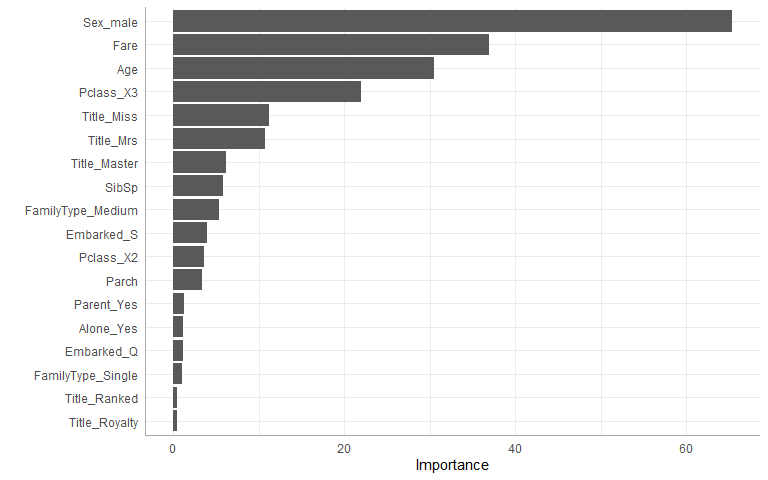 Sex_male
Fare
Age
Pclass_X3
Title_Miss
Title_Mrs
Title_Master
SibSp
FamilyType_Medium
Embarked_S
Pclass_X2
Parch
Parent_Yes
Alone_Yes
Embarked_Q
FamilyType_Single
Title_Ranked
Title_Royalty
0 20 40 60
Importance